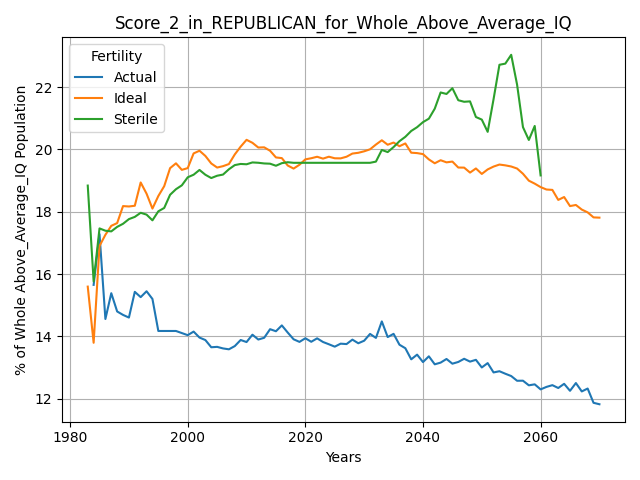 Score_2_in_REPUBLICAN_for_Whole_Above_Average_IQ
Fertility
Actual
Ideal
Sterile
% of Whole Above_Average_IQ Population
22
20
18
16
14
12
1980
2000
2020
2040
2060
Years